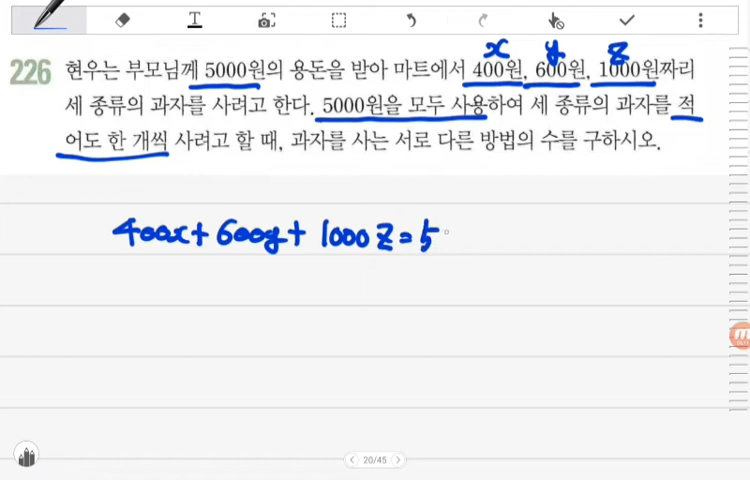 T
x y z
226 현우는 부모님께 5000원의 용돈을 받아 마트에서 400원, 600원, 1000원짜리
세 종류의 과자를 사려고 한다. 5000원을 모두 사용하여 세 종류의 과자를 적
어도 한 개씩 사려고 할 때, 과자를 사는 서로 다른 방법의 수를 구하시오.
400x + 600y + 1000z = 5
20/45